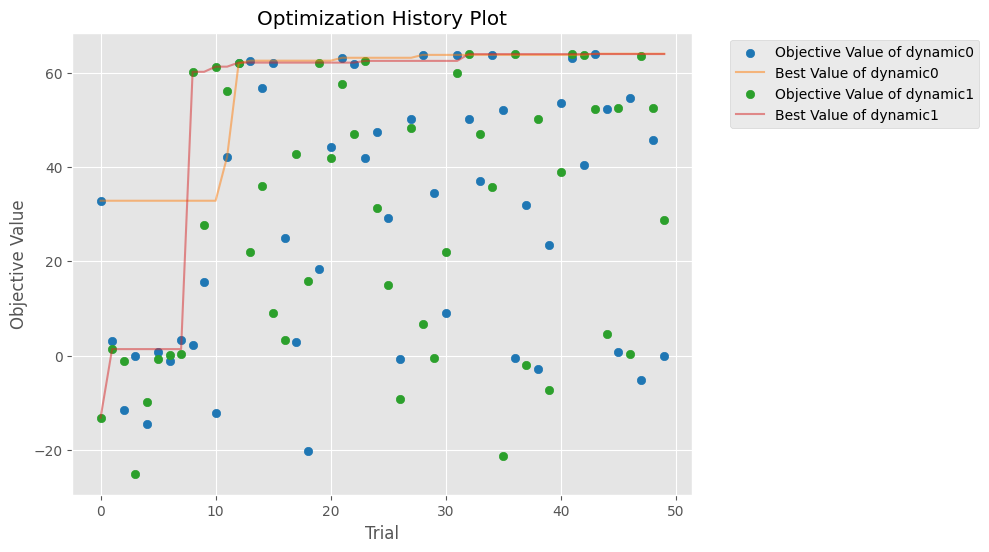 Optimization History Plot
Objective Value of dynamic0
Best Value of dynamic0
Objective Value of dynamic1
Best Value of dynamic1
Objective Value
60
40
20
0
−20
0
10
20
30
40
50
Trial